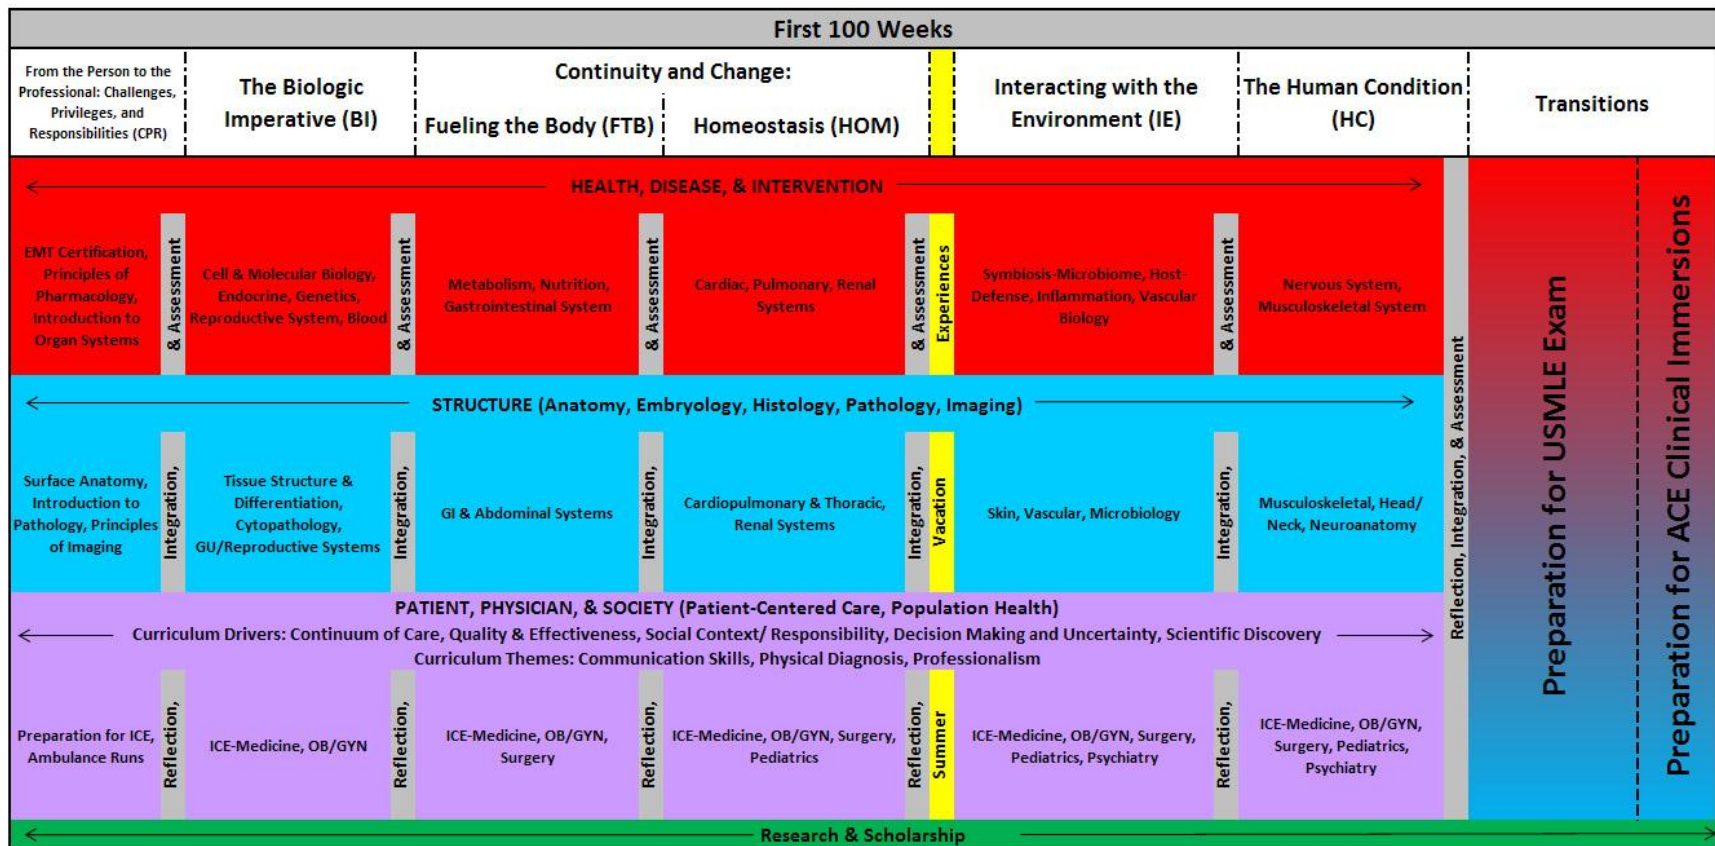 First 100 Weeks
From the Person to the
Professional: Challenges,
Privileges, and
Responsibilities (CPR)
The Biologic
Imperative (BI)
Continuity and Change:
Fueling the Body (FTB)
Homeostasis (HOM)
Interacting with the
Environment (IE)
The Human Condition
(HC)
Transitions
HEALTH, DISEASE, & INTERVENTION
EMT Certification,
Principles of
Pharmacology,
Introduction to
Organ Systems
& Assessment
Cell & Molecular Biology,
Endocrine, Genetics,
Reproductive System, Blood
& Assessment
Metabolism, Nutrition,
Gastrointestinal System
& Assessment
Cardiac, Pulmonary, Renal
Systems
& Assessment
Experiences
Symbiosis-Microbiome, Host-
Defense, Inflammation, Vascular
Biology
& Assessment
Nervous System,
Musculoskeletal System
STRUCTURE (Anatomy, Embryology, Histology, Pathology, Imaging)
Surface Anatomy,
Introduction to
Pathology, Principles
of Imaging
Integration,
Tissue Structure &
Differentiation,
Cytopathology,
GU/Reproductive Systems
Integration,
GI & Abdominal Systems
Integration,
Cardiopulmonary & Thoracic,
Renal Systems
Integration,
Vacation
Skin, Vascular, Microbiology
Integration,
Musculoskeletal, Head/
Neck, Neuroanatomy
PATIENT, PHYSICIAN, & SOCIETY (Patient-Centered Care, Population Health)
Curriculum Drivers: Continuum of Care, Quality & Effectiveness, Social Context/ Responsibility, Decision Making and Uncertainty, Scientific Discovery
Curriculum Themes: Communication Skills, Physical Diagnosis, Professionalism
Preparation for ICE,
Ambulance Runs
Reflection,
ICE-Medicine, OB/GYN
Reflection,
ICE-Medicine, OB/GYN,
Surgery
Reflection,
ICE-Medicine, OB/GYN, Surgery,
Pediatrics
Reflection,
Summer
ICE-Medicine, OB/GYN, Surgery,
Pediatrics, Psychiatry
Reflection,
ICE-Medicine, OB/GYN,
Surgery, Pediatrics,
Psychiatry
Reflection, Integration, & Assessment
Preparation for USMLE Exam
Preparation for ACE Clinical Immersions
Research & Scholarship